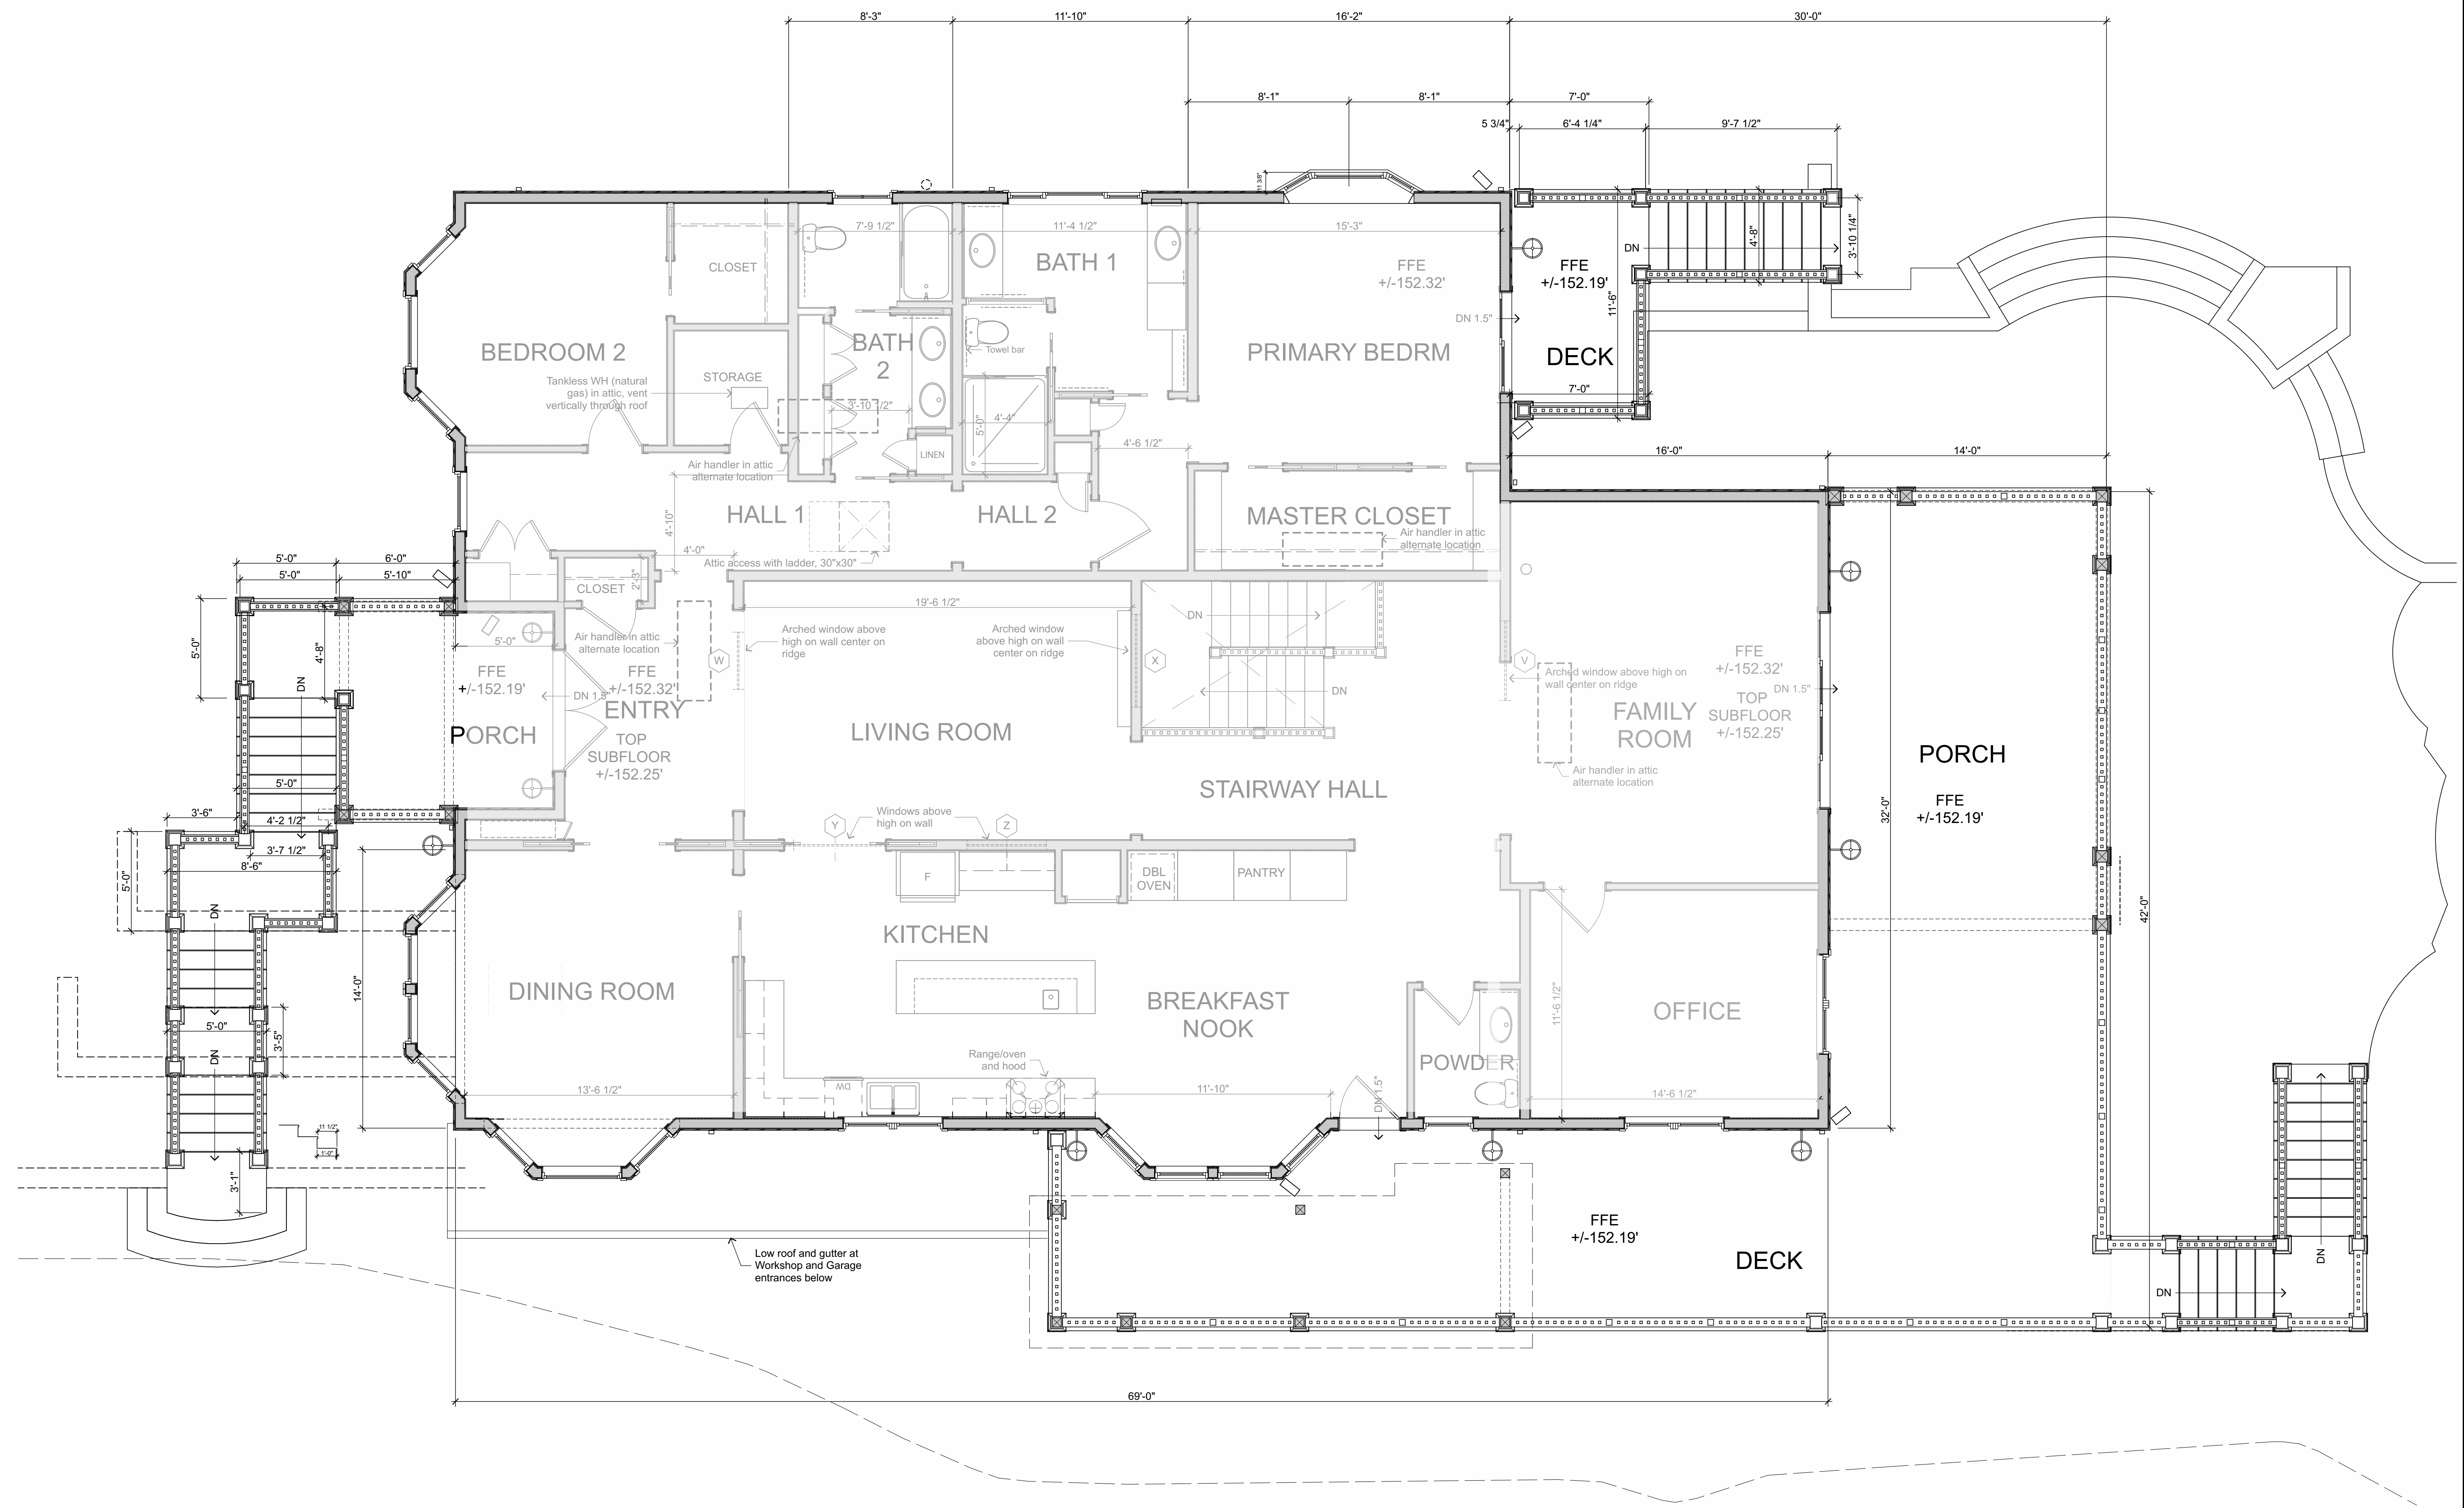 8'-3"
11'-10"
16'-2"
30'-0"
8'-1"
8'-1"
7'-0"
5 3/4"
6'-4 1/4"
9'-7 1/2"
11 3/8"
7'-9 1/2"
11'-4 1/2"
15'-3"
DN
4'-8"
3'-10 1/4"
CLOSET
BATH 1
FFE
+/-152.32'
FFE
+/-152.19'
11'-6"
DN 1.5"
BEDROOM 2
BATH
2
Towel bar
PRIMARY BEDRM
DECK
STORAGE
Tankless WH (natural
gas) in attic, vent
vertically through roof
7'-0"
3'-10 1/2"
4'-4"
5'-0"
4'-6 1/2"
LINEN
16'-0"
14'-0"
Air handler in attic
alternate location
HALL 1
HALL 2
MASTER CLOSET
Air handler in attic
alternate location
4'-10"
4'-0"
Attic access with ladder, 30"x30"
5'-0"
6'-0"
5'-0"
5'-10"
CLOSET
2'-3"
19'-6 1/2"
DN
5'-0"
4'-8"
5'-0"
Air handler in attic
alternate location
Arched window above
high on wall center on
ridge
Arched window
above high on wall
center on ridge
W
X
V
FFE
+/-152.19'
FFE
+/-152.32'
DN 1.5"
DN
DN
Arched window above high on
wall center on ridge
FFE
+/-152.32'
TOP
SUBFLOOR
+/-152.25'
DN 1.5"
ENTRY
PORCH
TOP
SUBFLOOR
+/-152.25'
LIVING ROOM
FAMILY
ROOM
PORCH
FFE
+/-152.19'
Air handler in attic
alternate location
STAIRWAY HALL
5'-0"
3'-6"
4'-2 1/2"
3'-7 1/2"
8'-6"
5'-0"
DN
Windows above
high on wall
Y
Z
32'-0"
F
DBL
OVEN
PANTRY
42'-0"
KITCHEN
DINING ROOM
BREAKFAST
NOOK
OFFICE
11'-6 1/2"
14'-0"
5'-0"
3'-5"
DN
Range/oven
and hood
POWDER
13'-6 1/2"
DW
11'-10"
DN 1.5"
14'-6 1/2"
11 1/2"
1'-0"
3'-1"
Low roof and gutter at
Workshop and Garage
entrances below
FFE
+/-152.19'
DECK
DN
DN
69'-0"